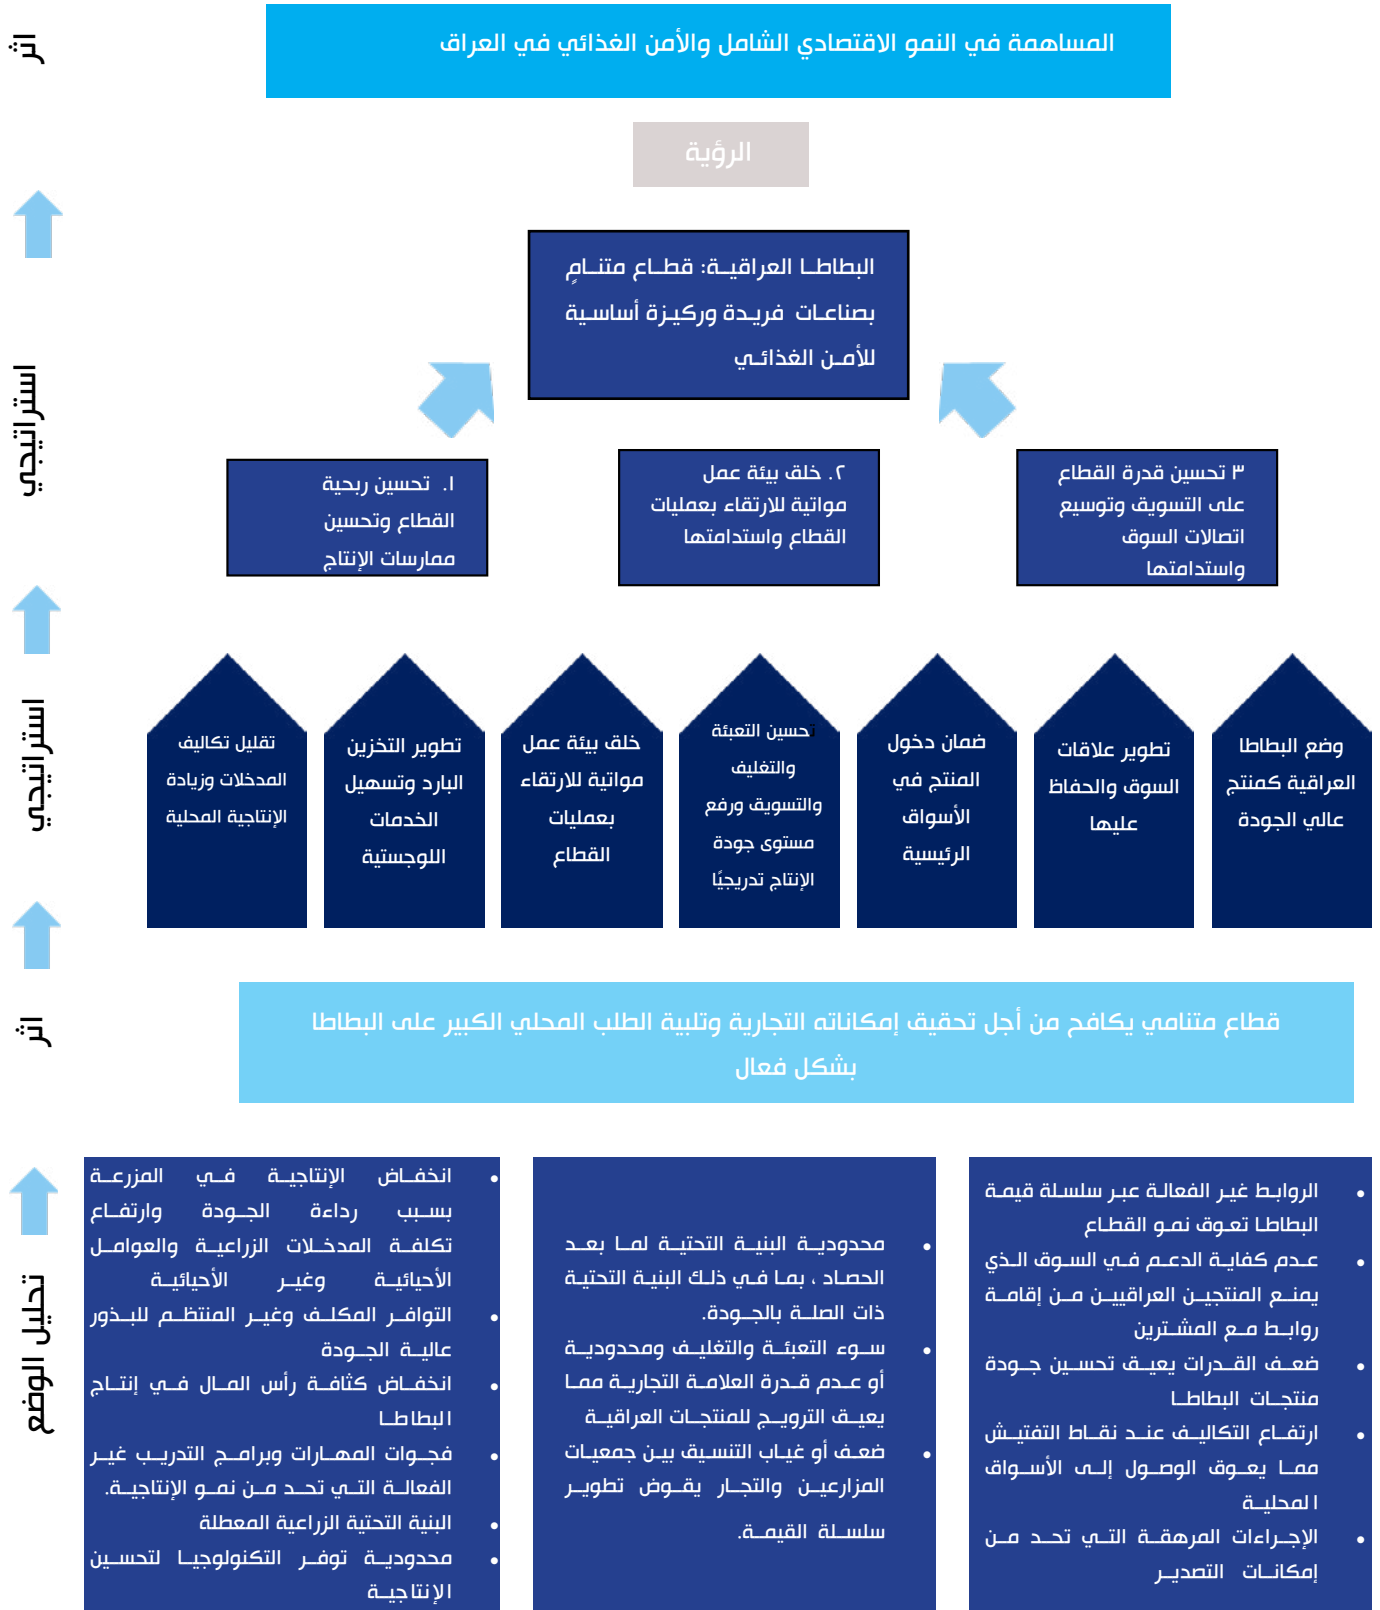 اثر
المساهمة في النمو الاقتصادي الشامل والأمن الغذائي في العراق
الرؤية
البطاطا العراقية: قطاع متنامٍ
بصناعات فريدة وركيزة أساسية
للأمن الغذائي
استراتيجي
١. تحسين ربحية
القطاع وتحسين
ممارسات الإنتاج
٢. خلق بيئة عمل
مواتية للارتقاء بعمليات
القطاع واستدامتها
٣ تحسين قدرة القطاع
على التسويق وتوسيع
اتصالات السوق
واستدامتها
استراتيجي
تقليل تكاليف
المدخلات وزيادة
الإنتاجية المحلية
تطوير التخزين
البارد وتسهيل
الخدمات
اللوجستية
خلق بيئة عمل
مواتية للارتقاء
بعمليات
القطاع
تحسين التعبئة
والتغليف
والتسويق ورفع
مستوى جودة
الإنتاج تدريجيًا
ضمان دخول
المنتج في
الأسواق
الرئيسية
تطوير علاقات
السوق والحفاظ
عليها
وضع البطاطا
العراقية كمنتج
عالي الجودة
اثر
قطاع متنامي يكافح من أجل تحقيق إمكاناته التجارية وتلبية الطلب المحلي الكبير على البطاطا
بشكل فعال
تحليل الوضع
• انخفاض الإنتاجية في المزرعة
بسبب رداءة الجودة وارتفاع
تكلفة المدخلات الزراعية والعوامل
الأحيائية وغير الأحيائية
• التوافر المكلف وغير المنتظم للبذور
عالية الجودة
• انخفاض كثافة رأس المال في إنتاج
البطاطا
• فجوات المهارات وبرامج التدريب غير
الفعالة التي تحد من نمو الإنتاجية.
• البنية التحتية الزراعية المعطلة
• محدودية توفر التكنولوجيا لتحسين
الإنتاجية
• محدودية البنية التحتية لما بعد
الحصاد ، بما في ذلك البنية التحتية
ذات الصلة بالجودة.
• سوء التعبئة والتغليف ومحدودية
أو عدم قدرة العلامة التجارية مما
يعيق الترويج للمنتجات العراقية
• ضعف أو غياب التنسيق بين جمعيات
المزارعين والتجار يقوض تطوير
سلسلة القيمة.
• الروابط غير الفعالة عبر سلسلة قيمة
البطاطا تعوق نمو القطاع
• عدم كفاية الدعم في السوق الذي
يمنع المنتجين العراقيين من إقامة
روابط مع المشترين
• ضعف القدرات يعيق تحسين جودة
منتجات البطاطا
• ارتفاع التكاليف عند نقاط التفتيش
مما يعوق الوصول إلى الأسواق
المحلية
• الإجراءات المرهقة التي تحد من
إمكانات التصدير